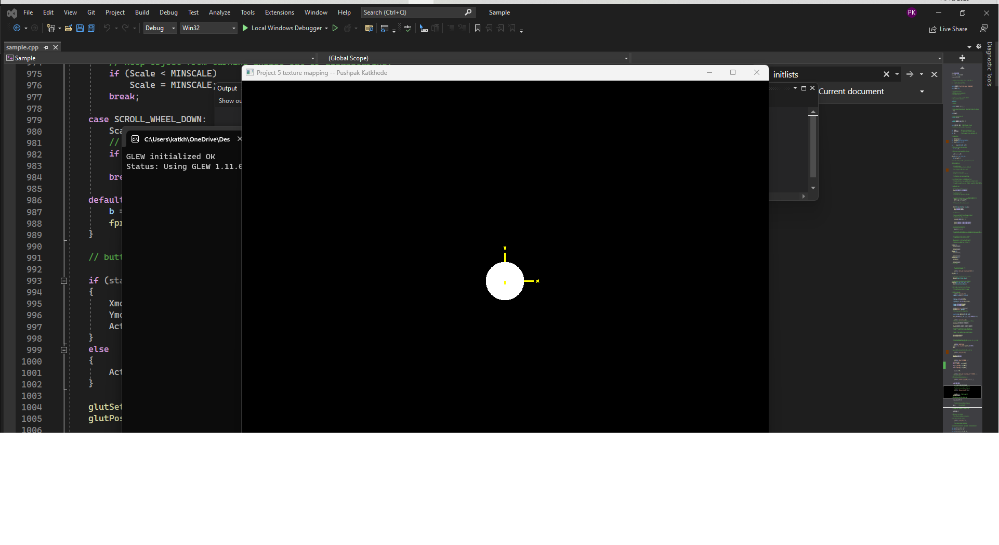 File Edit View Git Project Build Debug Test Analyze Tools Extensions Window Help Search (Ctrl+Q) Sample PK
Debug Win32 Local Windows Debugger Live Share
sample.cpp
Sample (Global Scope)
Diagnostic Tools
Project 5 texture mapping -- Pushpak Katkhede
initlists
Current document
Output
Show ou
975 if (Scale < MINSCALE)
976 Scale = MINSCALE;
977 break;
978
979 case SCROLL_WHEEL_DOWN:
980 Sca
981 //
982 if
983
984 bre
985
986 default
987 b =
988 fpr
989 }
990
991 // butt
992
993 if (sta
994 {
995 Xmo
996 Ymo
997 Act
998 }
999 else
1000 {
1001 Act
1002 }
1003
1004 glutSet
1005 glutPos
1006
C:\Users\katkh\OneDrive\Des
GLEW initialized OK
Status: Using GLEW 1.11.0
Y
X